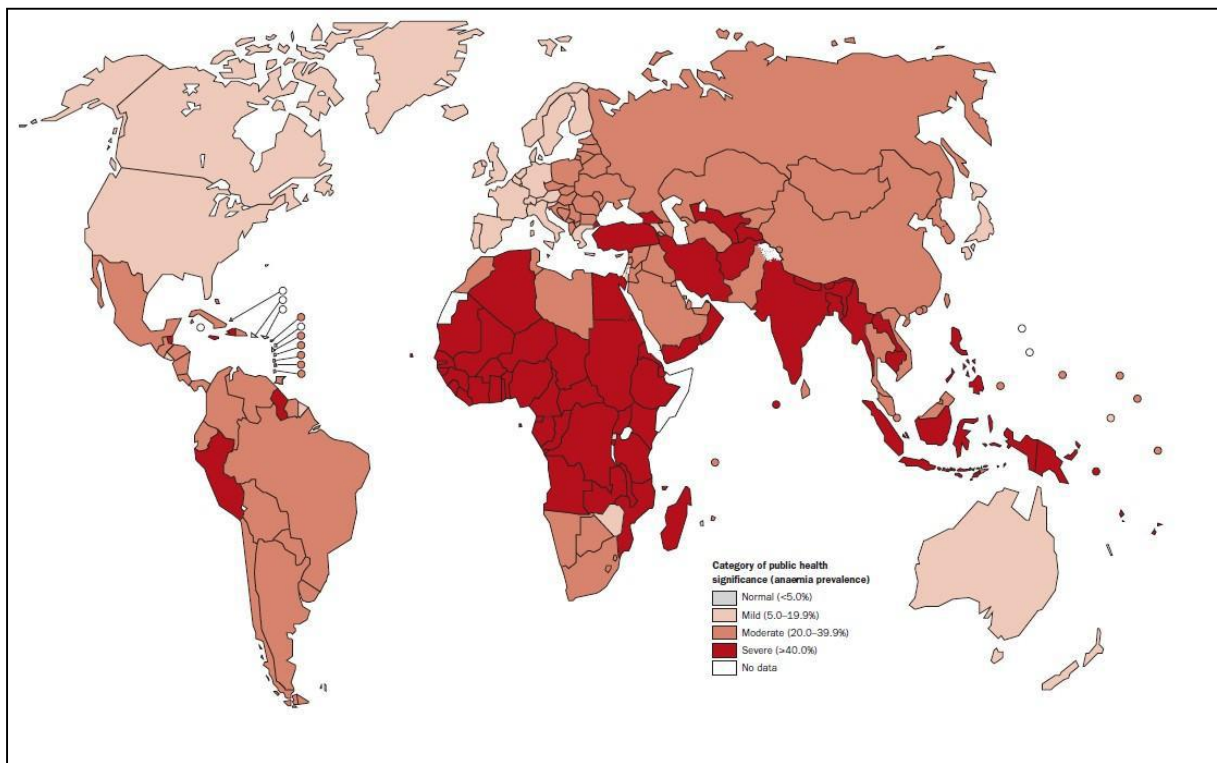 Category of public health
significance (anaemia prevalence)
Normal (<5.0%)
Mild (5.0–19.9%)
Moderate (20.0–39.9%)
Severe (>40.0%)
No data